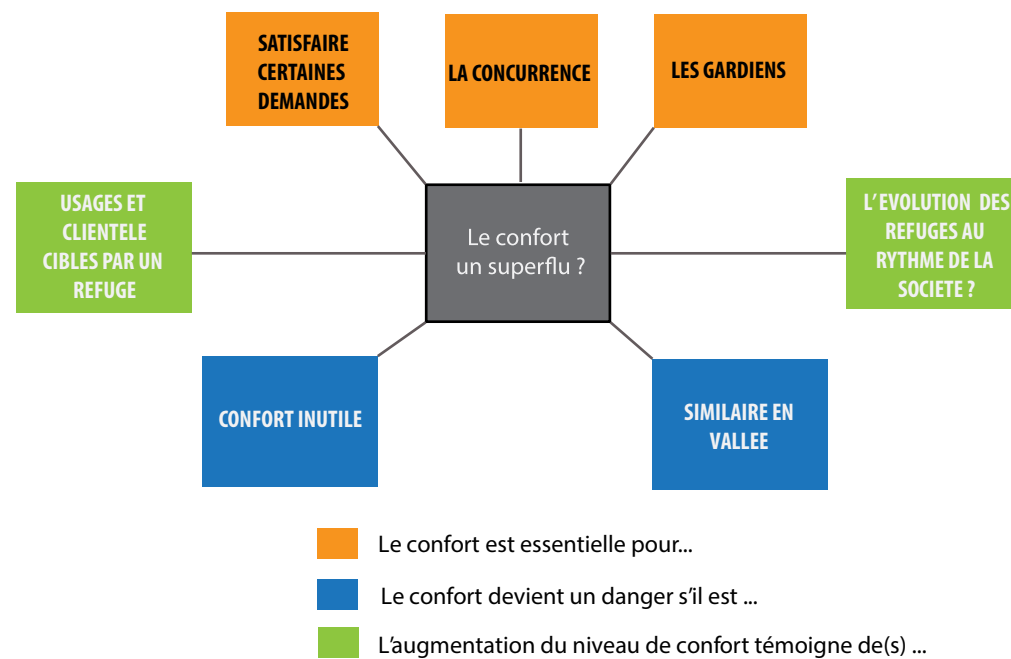 SATISFAIRE
CERTAINES
DEMANDES
LA CONCURRENCE
LES GARDIENS
USAGES ET
CLIENTELE
CIBLES PAR UN
REFUGE
Le confort
un superflu ?
L'EVOLUTION DES
REFUGES AU
RYTHME DE LA
SOCIETE ?
CONFORT INUTILE
SIMILAIRE EN
VALLEE
Le confort est essentielle pour...
Le confort devient un danger s'il est ...
L'augmentation du niveau de confort témoigne de(s) ...